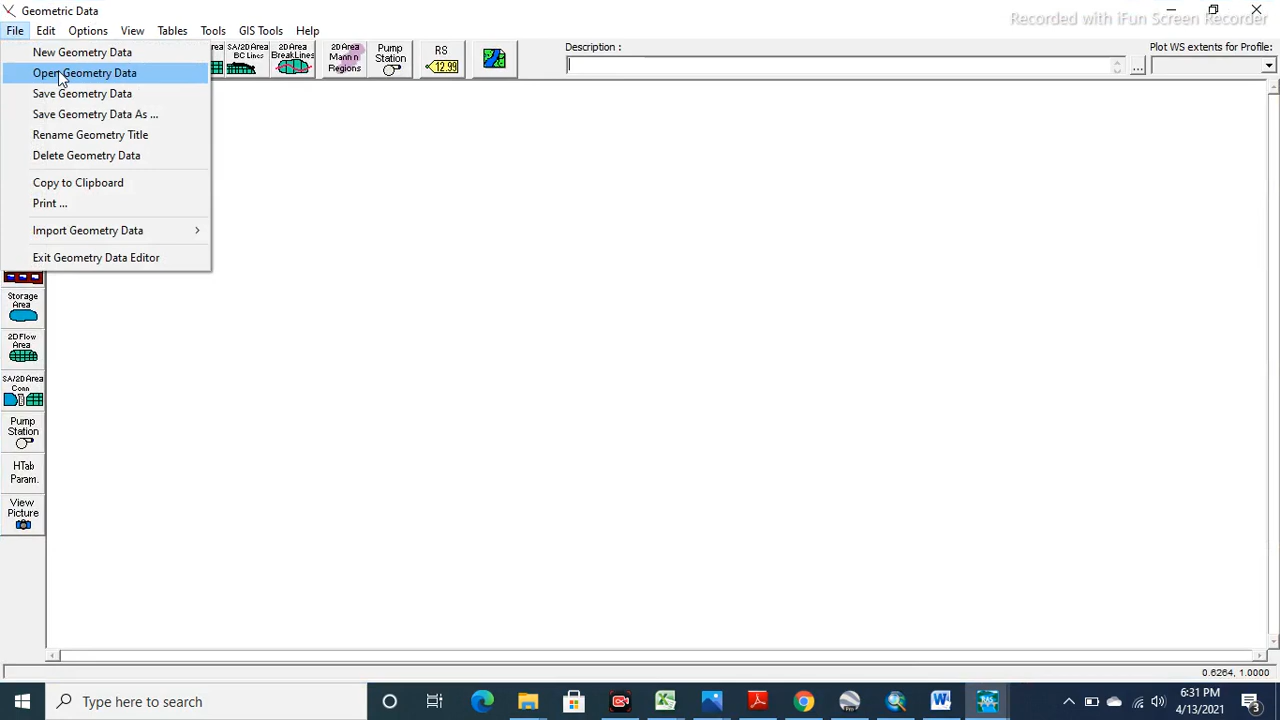 Geometric Data
Recorded with iFun Screen Recorder
File Edit Options View Tables Tools GIS Tools Help
New Geometry Data
Open Geometry Data
Save Geometry Data
Save Geometry Data As ...
Rename Geometry Title
Delete Geometry Data
Copy to Clipboard
Print ...
Import Geometry Data
Exit Geometry Data Editor
SA/2D Area
BC Lines
2D Area
BreakLines
2D Area
Mann n
Regions
Pump
Station
RS
12.99
Description :
...
Plot WS extents for Profile:
Storage
Area
2D Flow
Area
SA/2D Area
Conn
Pump
Station
HTab
Param.
View
Picture
0.6264, 1.0000
Type here to search
6:31 PM
4/13/2021
3